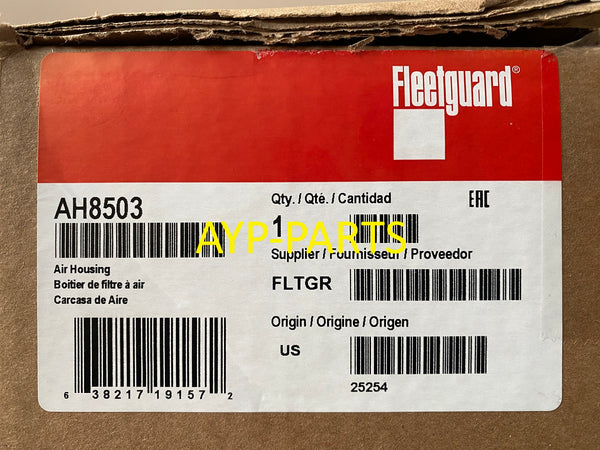 Fleetguard®
AH8503
Qty. / Qté. / Cantidad
EAC
1
AYP-PARTS
Supplier / Fournisseur / Proveedor
Air Housing
Boitier de filtre à air
Carcasa de Aire
FLTGR
Origin / Origine / Origen
US
25254
6 38217 19157 2